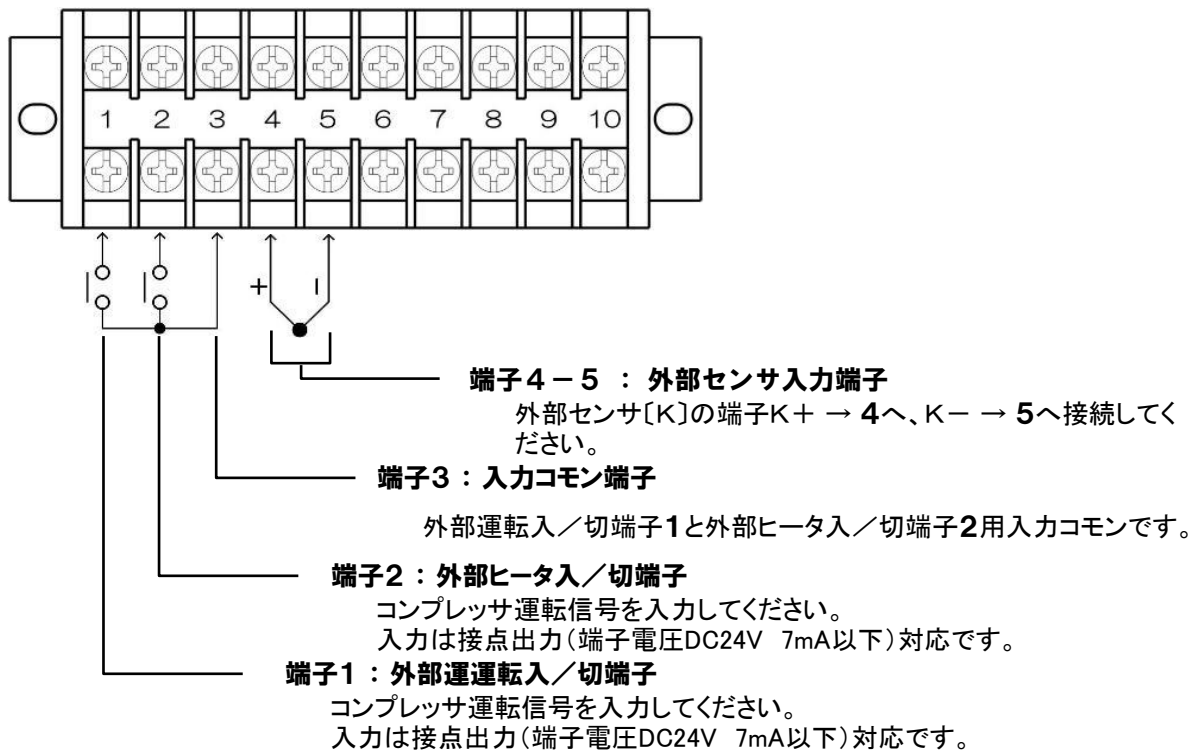 1 2 3 4 5 6 7 8 9 10
+ −
端子4−5 : 外部センサ入力端子
外部センサ〔K〕の端子K+ → 4へ、K− → 5へ接続してく
ださい。
端子3 : 入力コモン端子
外部運転入／切端子1と外部ヒータ入／切端子2用入力コモンです。
端子2 : 外部ヒータ入／切端子
コンプレッサ運転信号を入力してください。
入力は接点出力(端子電圧DC24V 7mA以下)対応です。
端子1 : 外部運運転入／切端子
コンプレッサ運転信号を入力してください。
入力は接点出力(端子電圧DC24V 7mA以下)対応です。